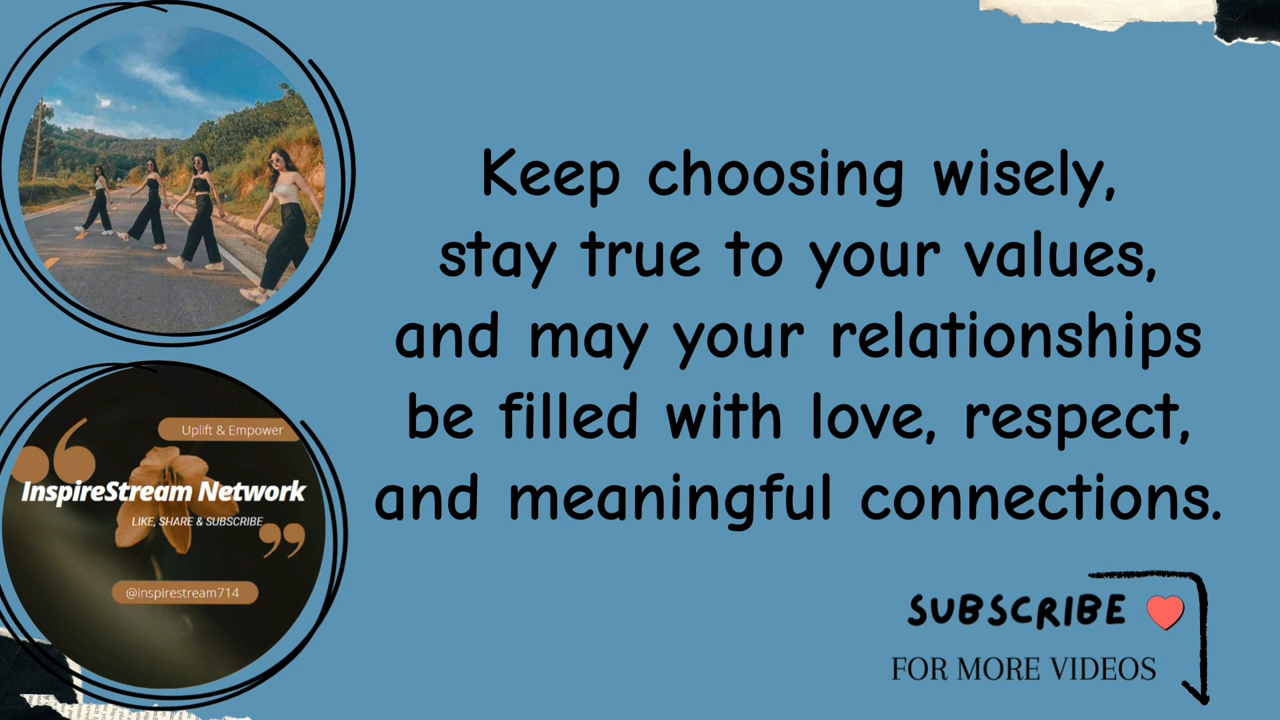 Keep choosing wisely,
stay true to your values,
and may your relationships
be filled with love, respect,
and meaningful connections.
Uplift & Empower
InspireStream Network
LIKE, SHARE & SUBSCRIBE
@inspirestream714
SUBSCRIBE
FOR MORE VIDEOS